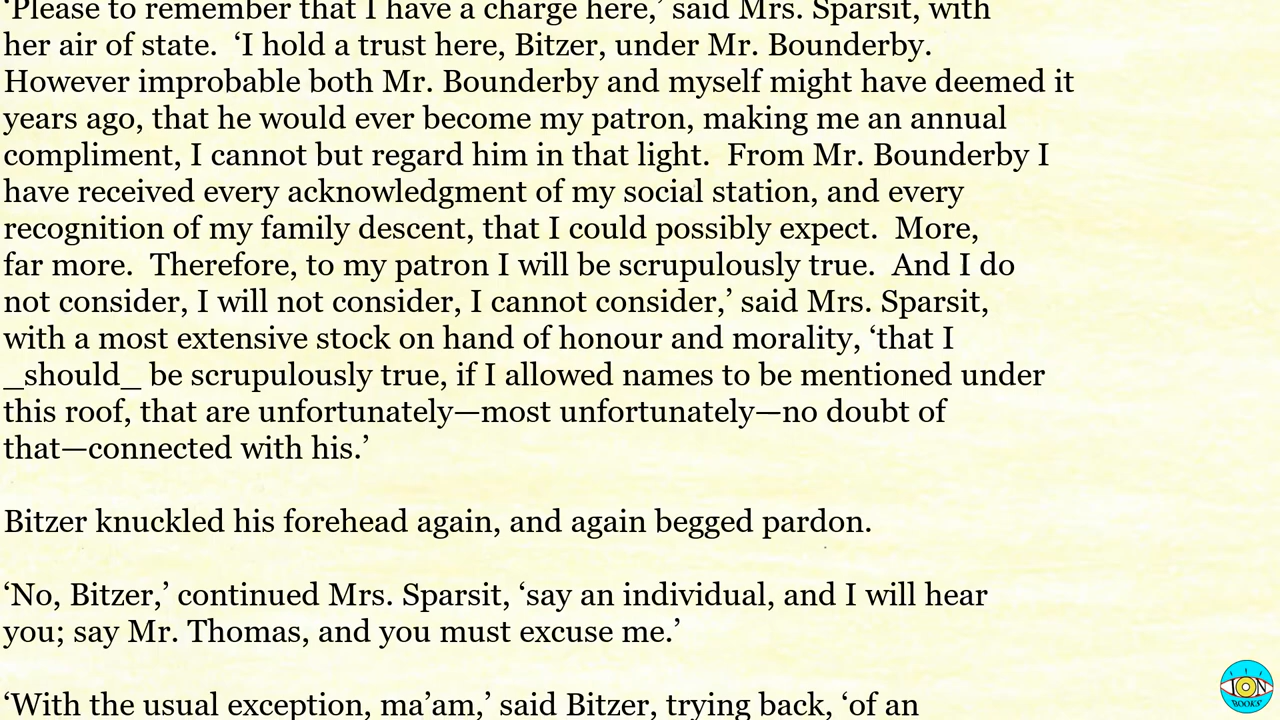 ‘Please to remember that I have a charge here,’ said Mrs. Sparsit, with
her air of state.  ‘I hold a trust here, Bitzer, under Mr. Bounderby.
However improbable both Mr. Bounderby and myself might have deemed it
years ago, that he would ever become my patron, making me an annual
compliment, I cannot but regard him in that light.  From Mr. Bounderby I
have received every acknowledgment of my social station, and every
recognition of my family descent, that I could possibly expect.  More,
far more.  Therefore, to my patron I will be scrupulously true.  And I do
not consider, I will not consider, I cannot consider,’ said Mrs. Sparsit,
with a most extensive stock on hand of honour and morality, ‘that I
_should_ be scrupulously true, if I allowed names to be mentioned under
this roof, that are unfortunately—most unfortunately—no doubt of
that—connected with his.’
Bitzer knuckled his forehead again, and again begged pardon.
‘No, Bitzer,’ continued Mrs. Sparsit, ‘say an individual, and I will hear
you; say Mr. Thomas, and you must excuse me.’
‘With the usual exception, ma’am,’ said Bitzer, trying back, ‘of an
ION
BOOKS